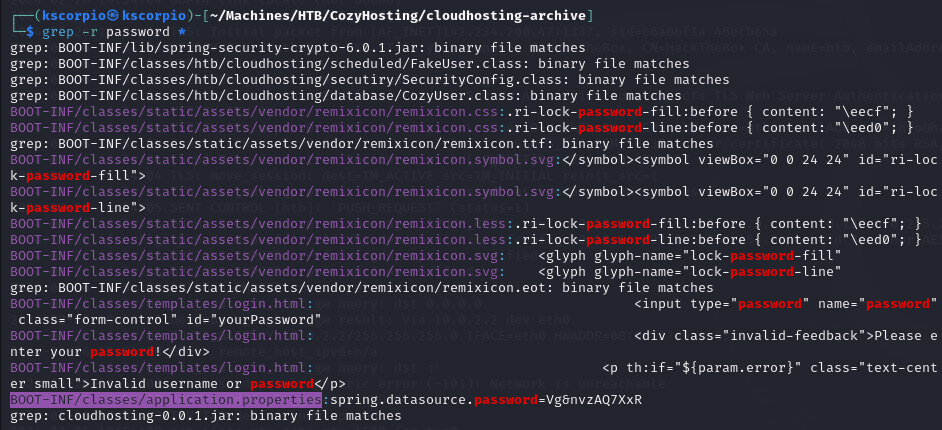 ┌──(kscorpio㉿kscorpio)-[~/Machines/HTB/CozyHosting/cloudhosting-archive]
└─$ grep -r password *
grep: BOOT-INF/lib/spring-security-crypto-6.0.1.jar: binary file matches
grep: BOOT-INF/classes/htb/cloudhosting/scheduled/FakeUser.class: binary file matches
grep: BOOT-INF/classes/htb/cloudhosting/secutiry/SecurityConfig.class: binary file matches
grep: BOOT-INF/classes/htb/cloudhosting/database/CozyUser.class: binary file matches
BOOT-INF/classes/static/assets/vendor/remixicon/remixicon.css:.ri-lock-password-fill:before { content: "\eecf"; }
BOOT-INF/classes/static/assets/vendor/remixicon/remixicon.css:.ri-lock-password-line:before { content: "\eed0"; }
grep: BOOT-INF/classes/static/assets/vendor/remixicon/remixicon.ttf: binary file matches
BOOT-INF/classes/static/assets/vendor/remixicon/remixicon.symbol.svg:</symbol><symbol viewBox="0 0 24 24" id="ri-loc
k-password-fill">
BOOT-INF/classes/static/assets/vendor/remixicon/remixicon.symbol.svg:</symbol><symbol viewBox="0 0 24 24" id="ri-loc
k-password-line">
BOOT-INF/classes/static/assets/vendor/remixicon/remixicon.less:.ri-lock-password-fill:before { content: "\eecf"; }
BOOT-INF/classes/static/assets/vendor/remixicon/remixicon.less:.ri-lock-password-line:before { content: "\eed0"; }
BOOT-INF/classes/static/assets/vendor/remixicon/remixicon.svg:    <glyph glyph-name="lock-password-fill"
BOOT-INF/classes/static/assets/vendor/remixicon/remixicon.svg:    <glyph glyph-name="lock-password-line"
grep: BOOT-INF/classes/static/assets/vendor/remixicon/remixicon.eot: binary file matches
BOOT-INF/classes/templates/login.html:                                        <input type="password" name="password"
 class="form-control" id="yourPassword"
BOOT-INF/classes/templates/login.html:                                        <div class="invalid-feedback">Please e
nter your password!</div>
BOOT-INF/classes/templates/login.html:                                    <p th:if="${param.error}" class="text-cent
er small">Invalid username or password</p>
BOOT-INF/classes/application.properties:spring.datasource.password=Vg&nvzAQ7XxR
grep: cloudhosting-0.0.1.jar: binary file matches